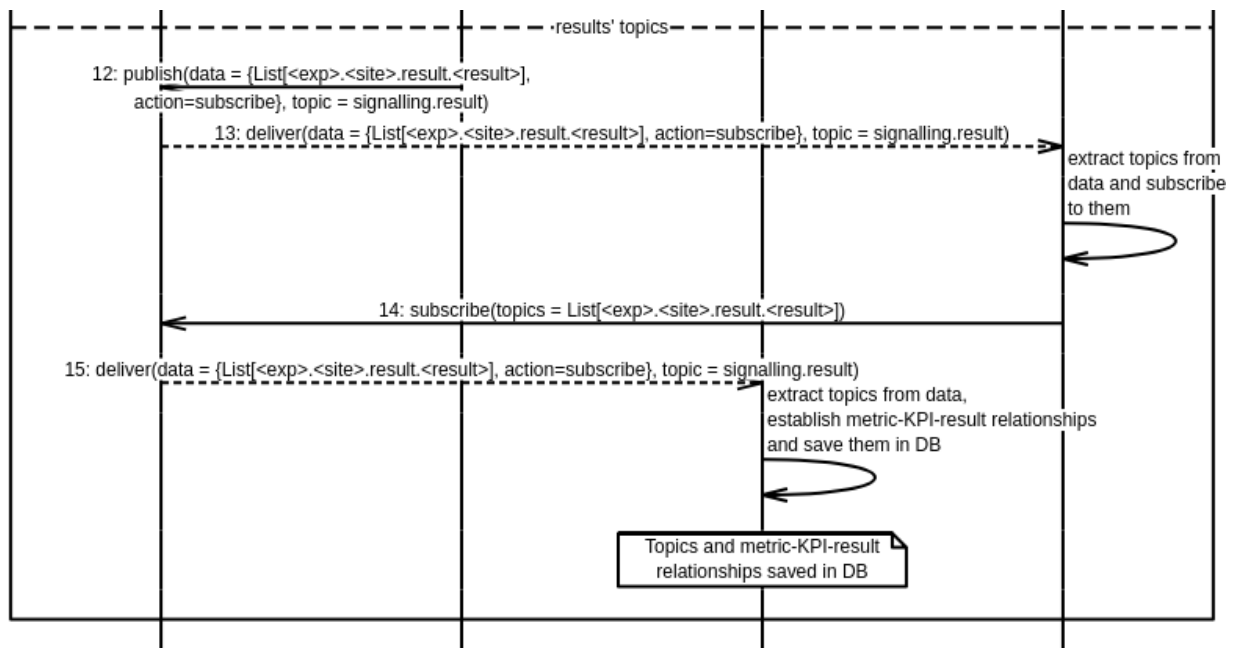 results' topics
12: publish(data = {List[<exp>.<site>.result.<result>],
action=subscribe}, topic = signalling.result)
13: deliver(data = {List[<exp>.<site>.result.<result>], action=subscribe}, topic = signalling.result)
extract topics from
data and subscribe
to them
14: subscribe(topics = List[<exp>.<site>.result.<result>])
15: deliver(data = {List[<exp>.<site>.result.<result>], action=subscribe}, topic = signalling.result)
extract topics from data,
establish metric-KPI-result relationships
and save them in DB
Topics and metric-KPI-result
relationships saved in DB